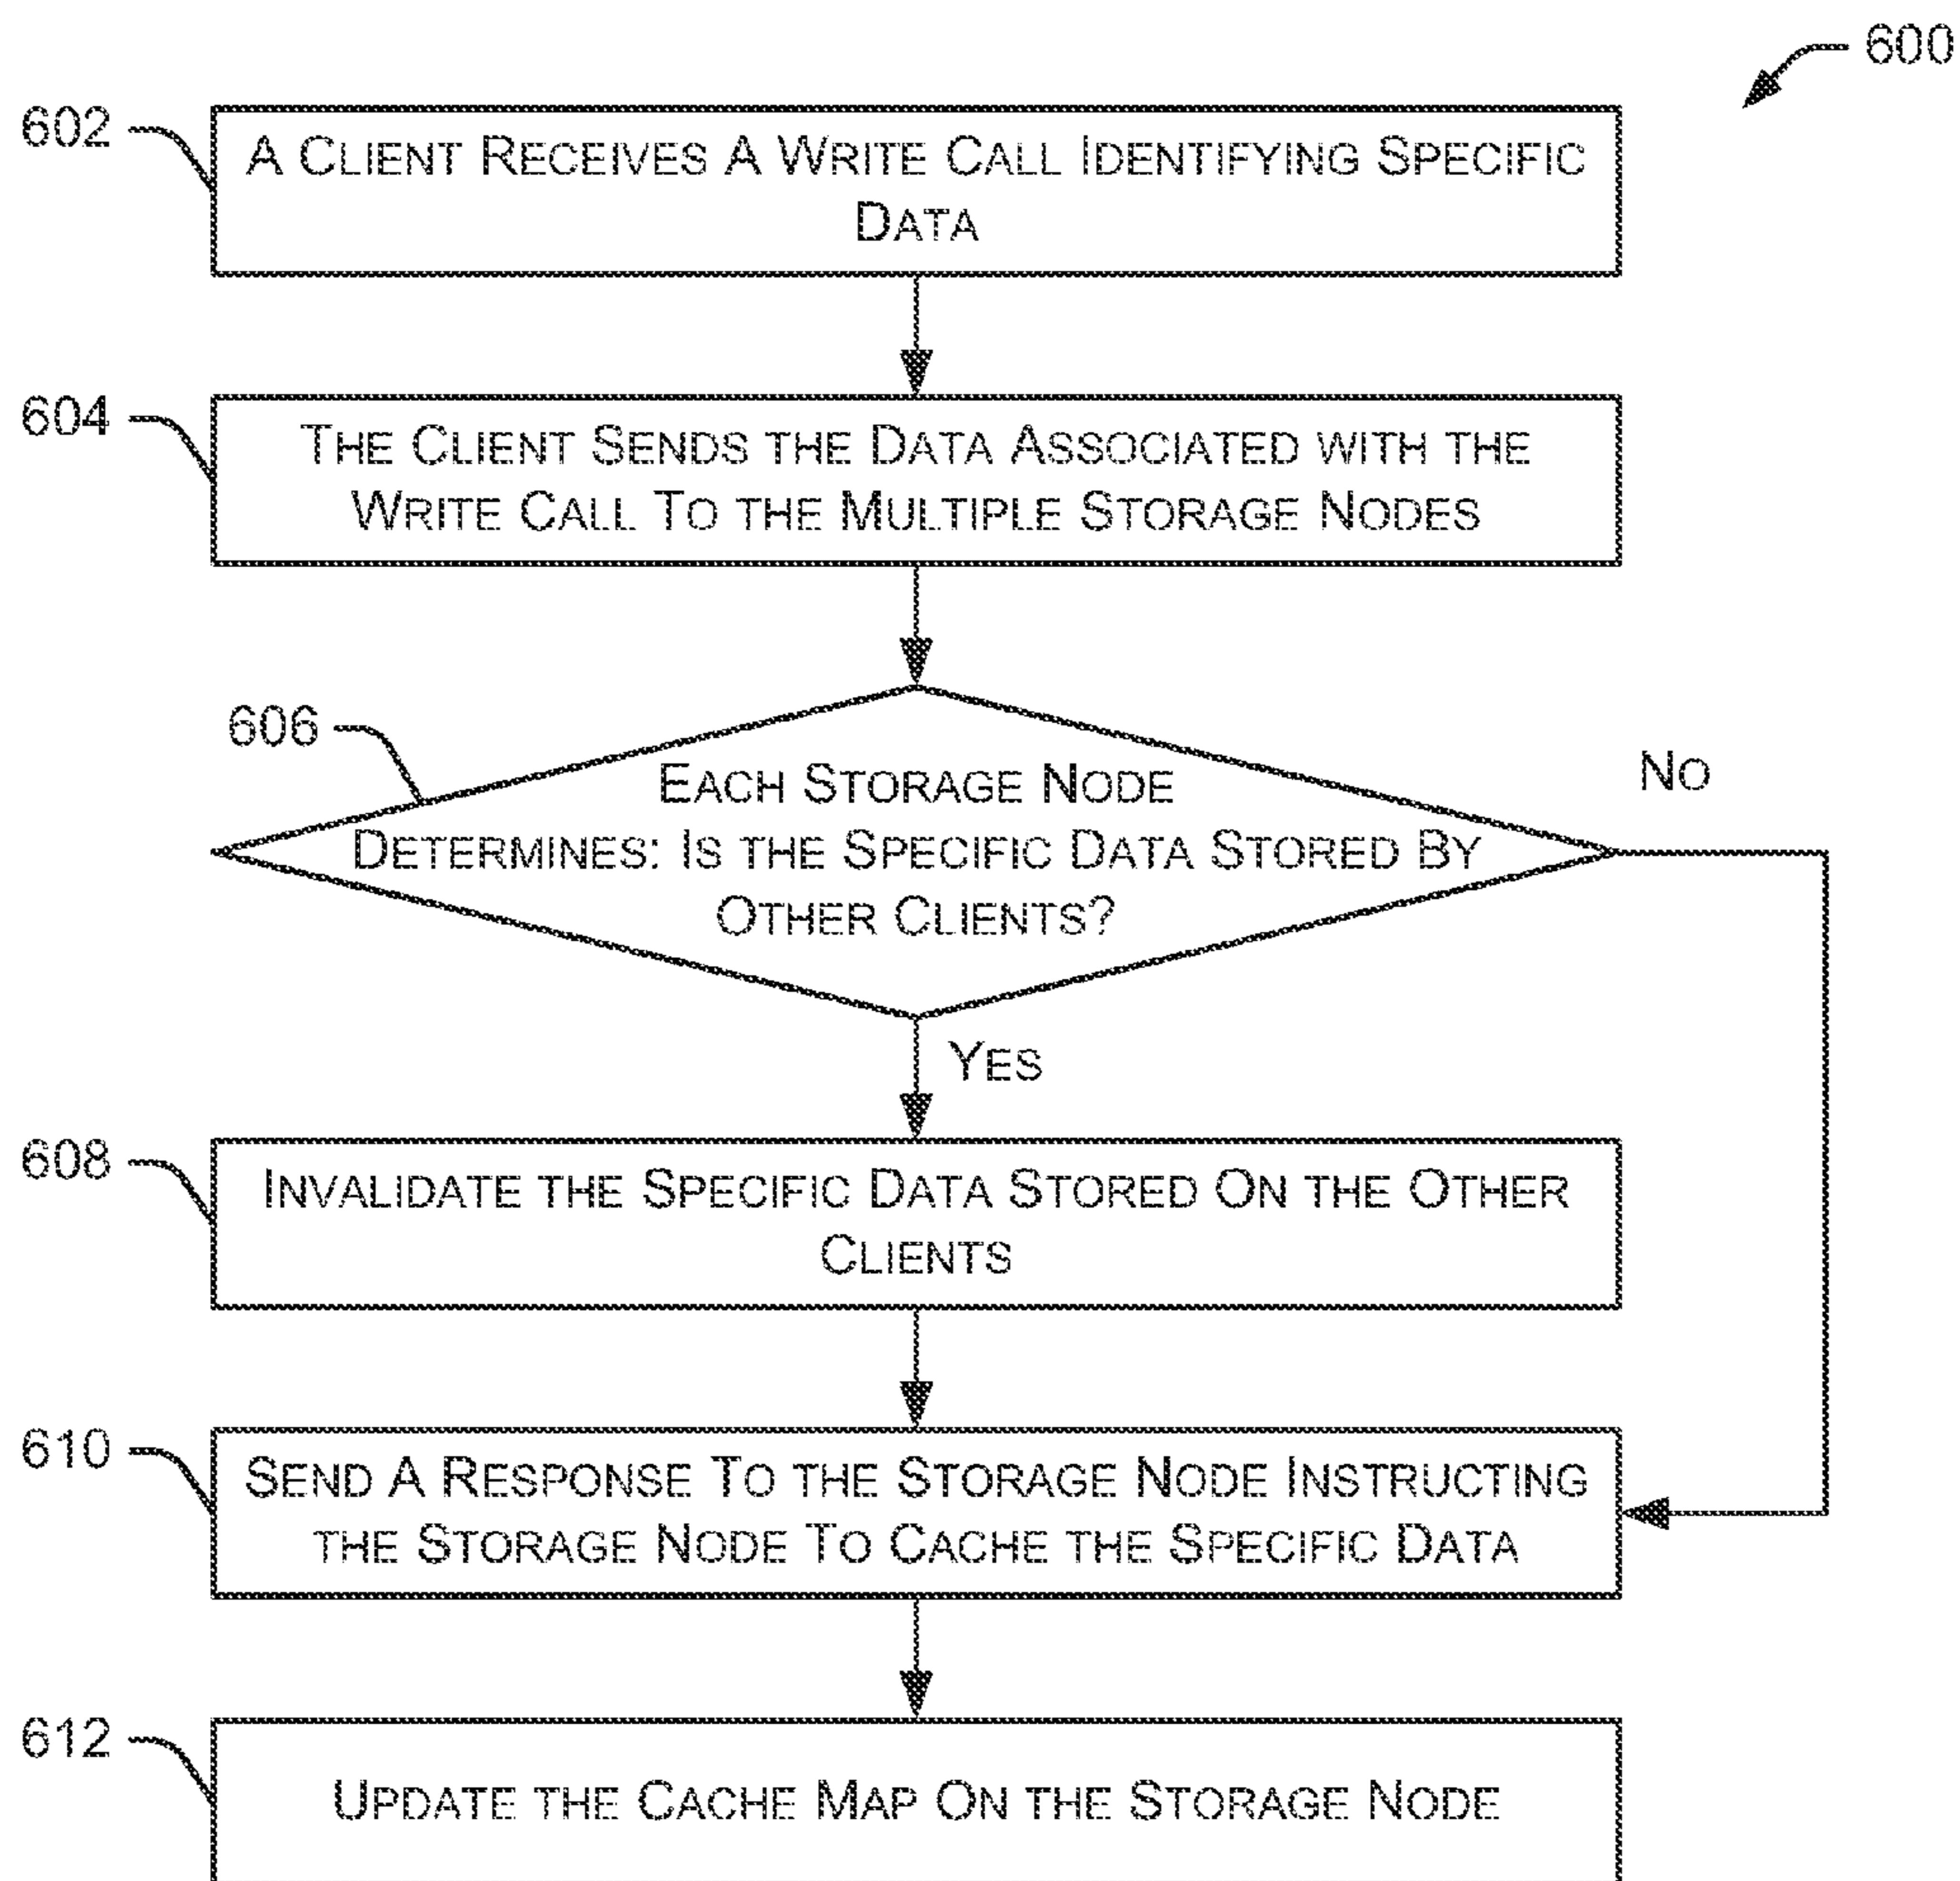 600
602
A CLIENT RECEIVES A WRITE CALL IDENTIFYING SPECIFIC
DATA
604
THE CLIENT SENDS THE DATA ASSOCIATED WITH THE
WRITE CALL TO THE MULTIPLE STORAGE NODES
606
EACH STORAGE NODE
DETERMINES: IS THE SPECIFIC DATA STORED BY
OTHER CLIENTS?
NO
YES
608
INVALIDATE THE SPECIFIC DATA STORED ON THE OTHER
CLIENTS
610
SEND A RESPONSE TO THE STORAGE NODE INSTRUCTING
THE STORAGE NODE TO CACHE THE SPECIFIC DATA
612
UPDATE THE CACHE MAP ON THE STORAGE NODE